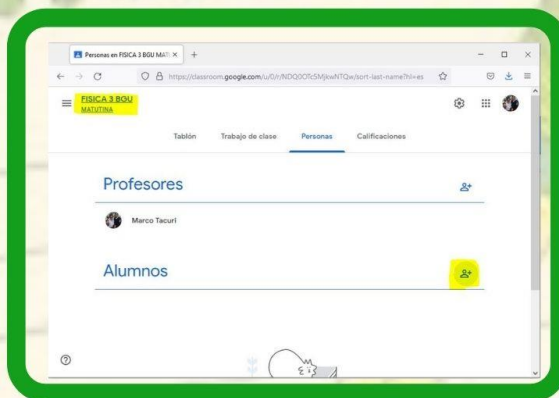 Personas en FISICA 3 BGU MAT
https://classroom.google.com/u/0/r/NDQ0OTc5MjkwNTQw/sort-last-name?hl=es
FISICA 3 BGU
MATUTINA
Tablón Trabajo de clase Personas Calificaciones
Profesores
Marco Tacuri
Alumnos